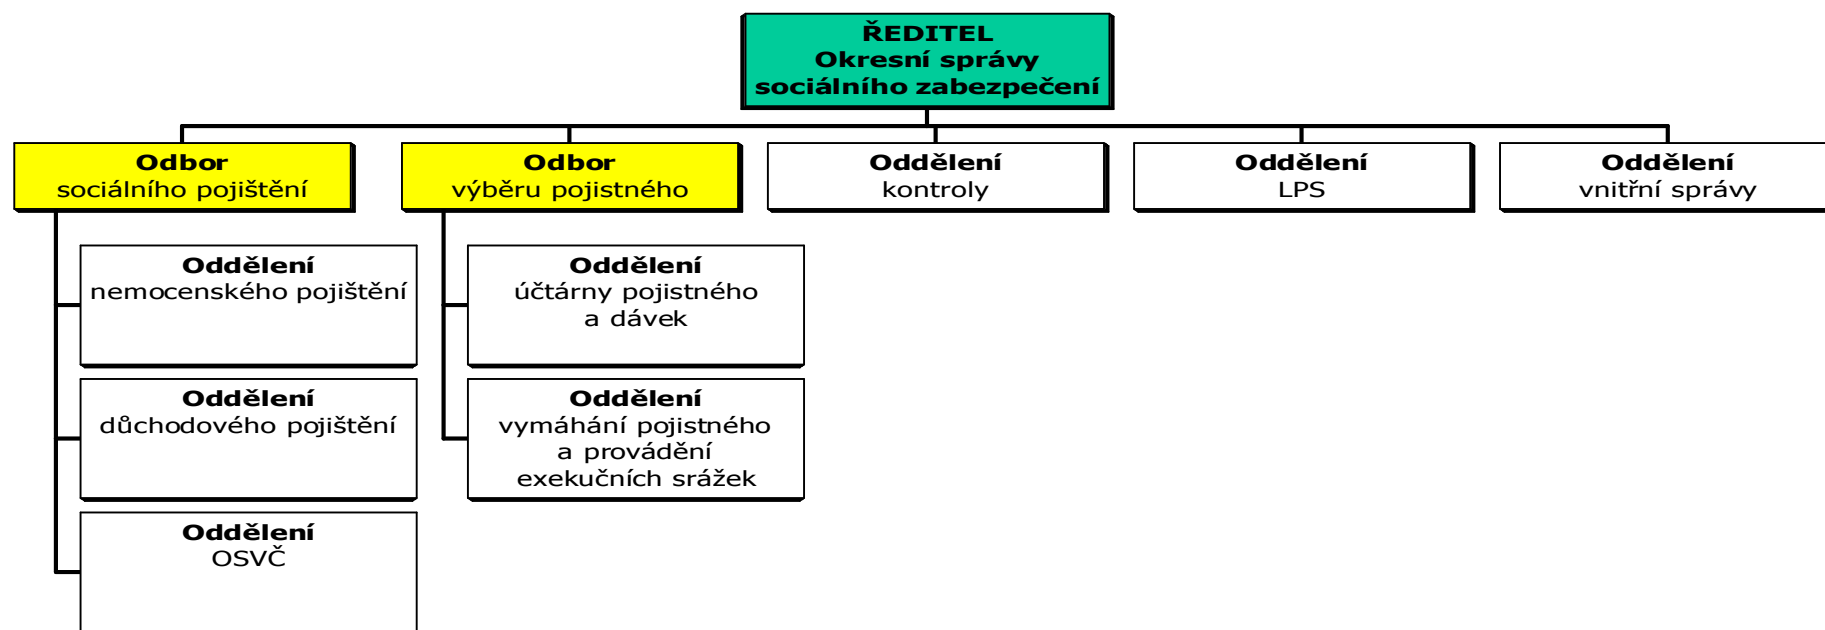 ŘEDITEL
Okresní správy
sociálního zabezpečení
Odbor
sociálního pojištění
Odbor
výběru pojistného
Oddělení
kontroly
Oddělení
LPS
Oddělení
vnitřní správy
Oddělení
nemocenského pojištění
Oddělení
účtárny pojistného
a dávek
Oddělení
důchodového pojištění
Oddělení
vymáhání pojistného
a provádění
exekučních srážek
Oddělení
OSVČ